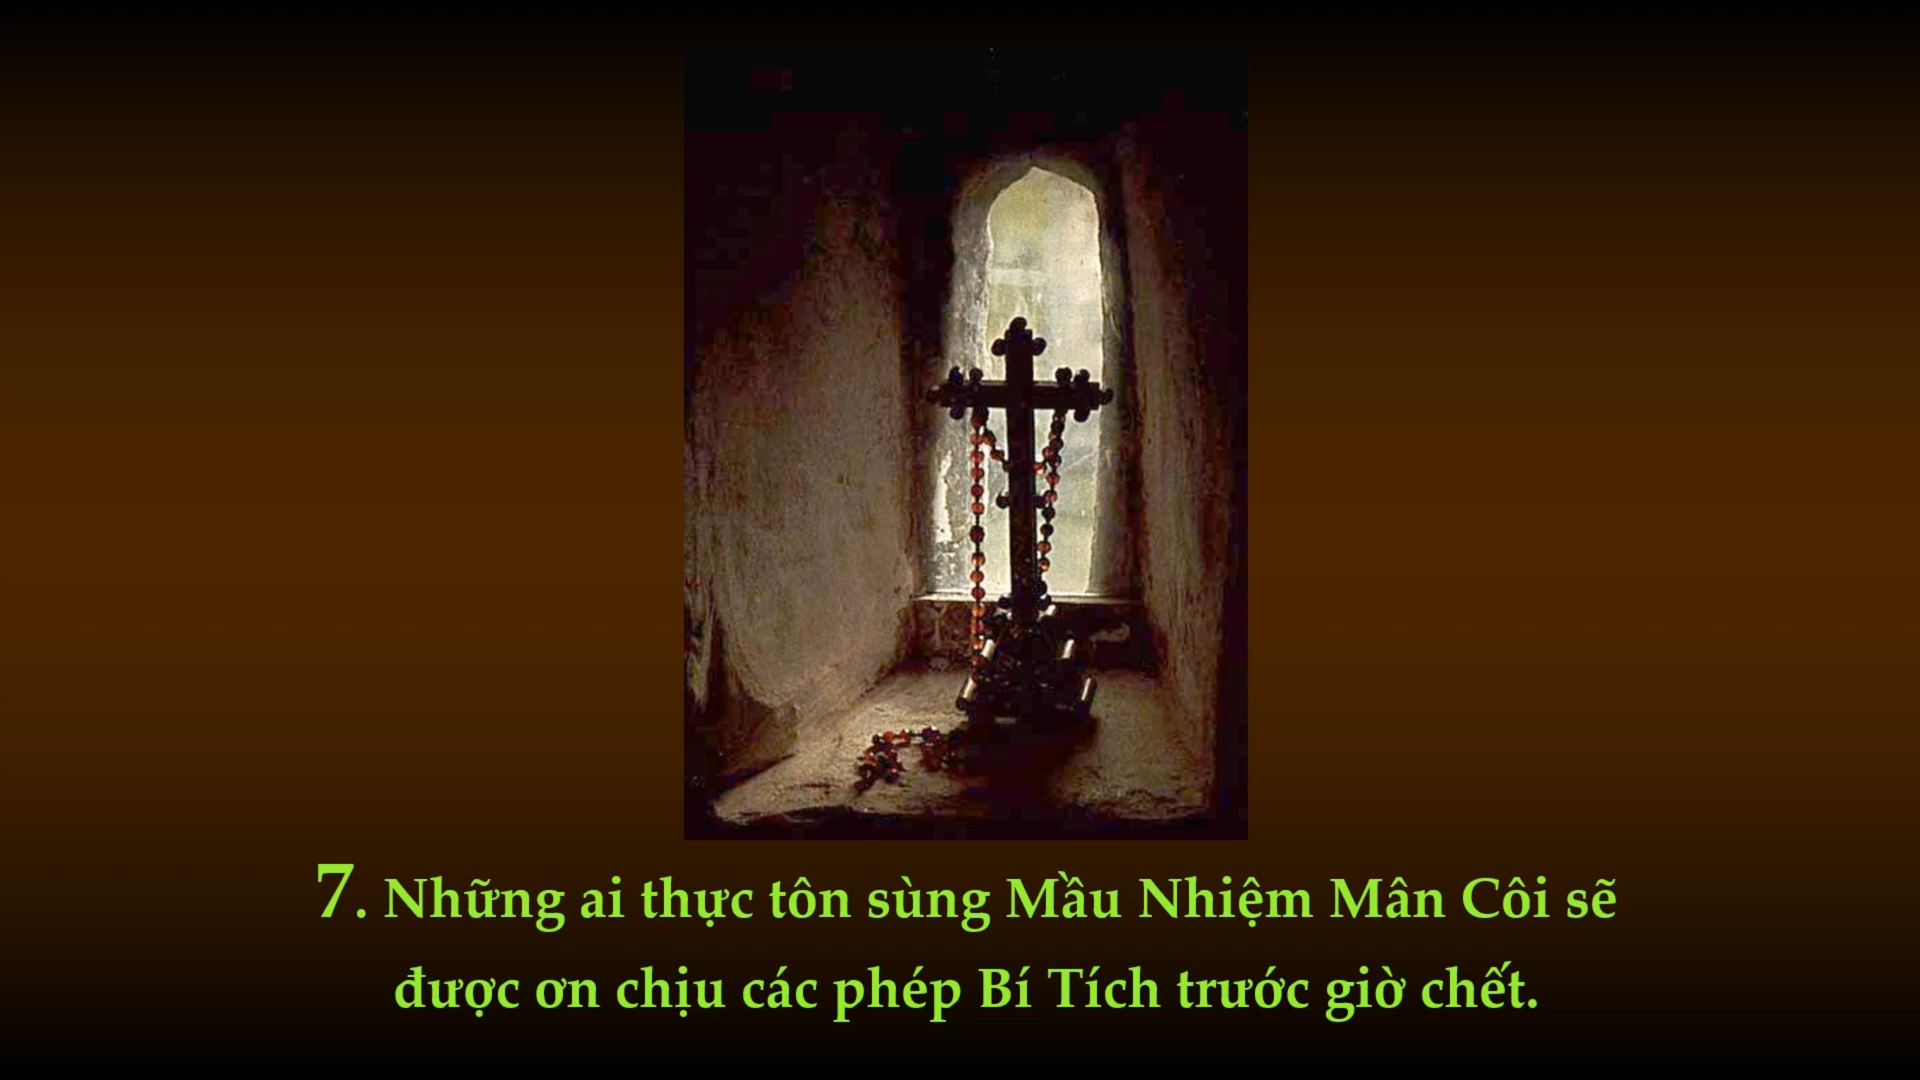 7. Những ai thực tôn sùng Mầu Nhiệm Mân Côi sẽ
được ơn chịu các phép Bí Tích trước giờ chết.